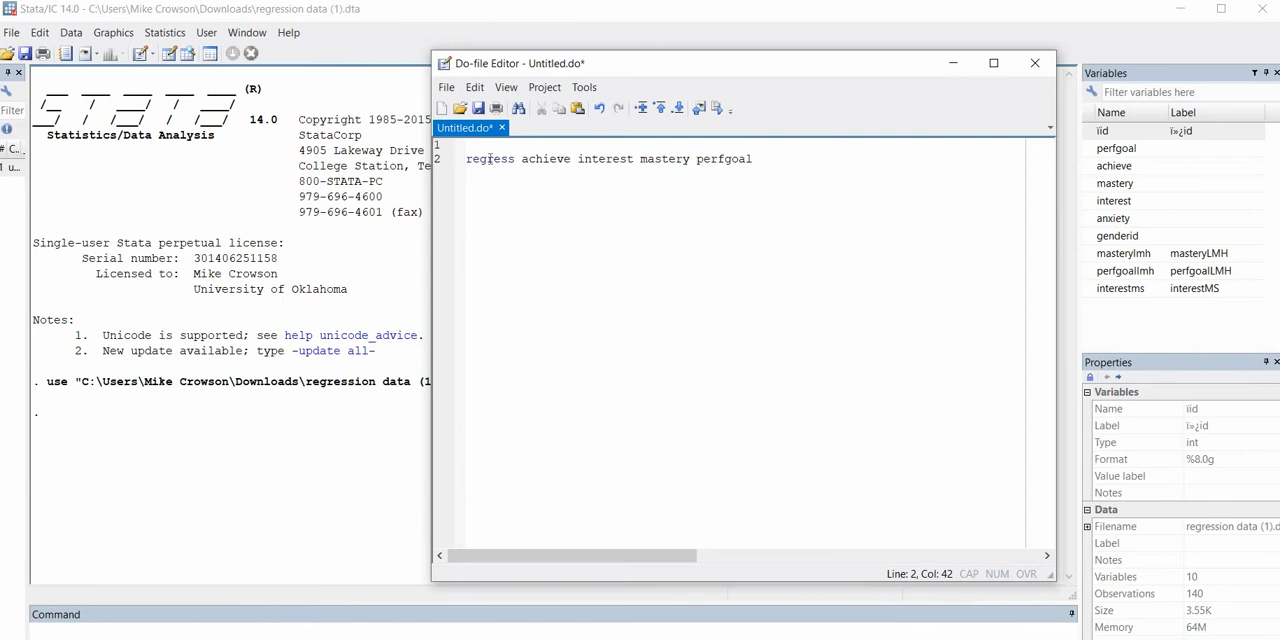 Stata/IC 14.0 - C:\Users\Mike Crowson\Downloads\regression data (1).dta
File Edit Data Graphics Statistics User Window Help
Filter
# C..
1 u...
(R)
14.0 Copyright 1985-2015
Statistics/Data Analysis StataCorp
4905 Lakeway Drive
College Station, Te
800-STATA-PC
979-696-4600
979-696-4601 (fax)
Single-user Stata perpetual license:
Serial number: 301406251158
Licensed to: Mike Crowson
University of Oklahoma
Notes:
1. Unicode is supported; see help unicode_advice.
2. New update available; type -update all-
. use "C:\Users\Mike Crowson\Downloads\regression data (1
.
Command
Do-file Editor - Untitled.do*
File Edit View Project Tools
Untitled.do*
1
2 regress achieve interest mastery perfgoal
Line: 2, Col: 42 CAP NUM OVR
Variables
Filter variables here
Name Label
ïid ï»¿id
perfgoal
achieve
mastery
interest
anxiety
genderid
masterylmh masteryLMH
perfgoallmh perfgoalLMH
interestms interestMS
Properties
Variables
Name ïid
Label ï»¿id
Type int
Format %8.0g
Value label
Notes
Data
Filename regression data (1).d
Label
Notes
Variables 10
Observations 140
Size 3.55K
Memory 64M